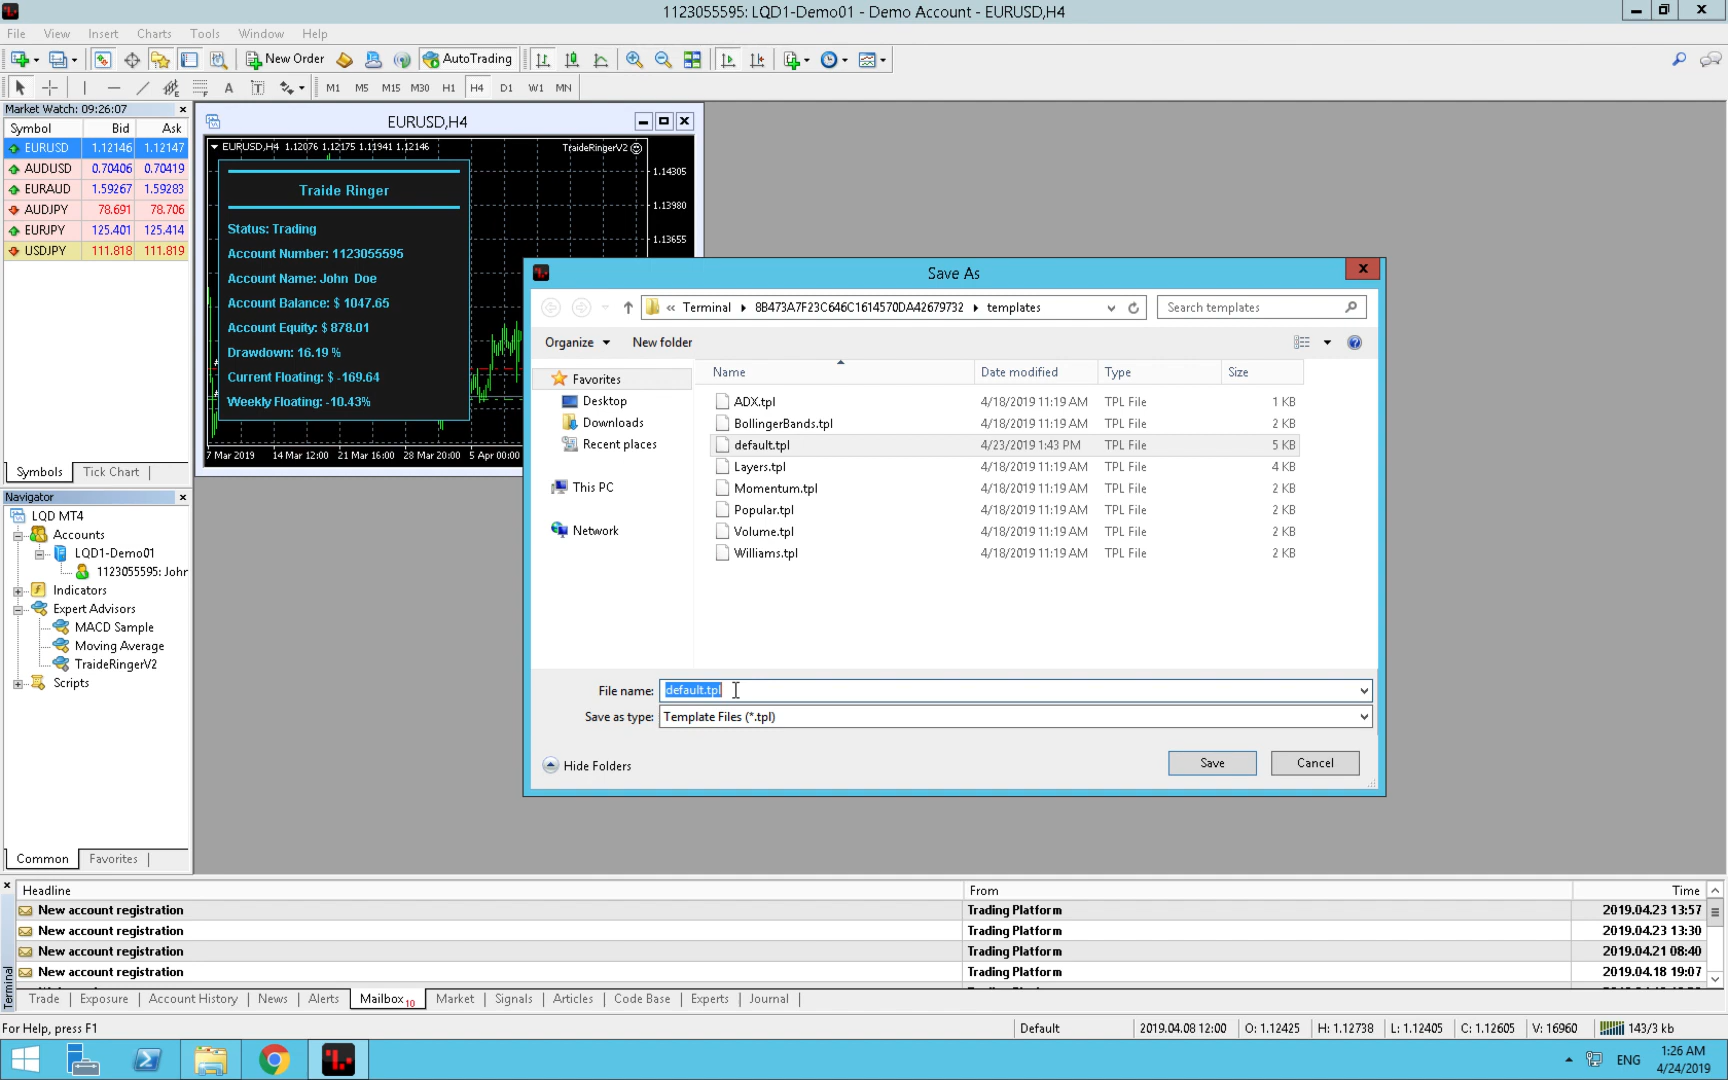 1123055595: LQD1-Demo01 - Demo Account - EURUSD,H4
File View Insert Charts Tools Window Help
New Order AutoTrading
A T M1 M5 M15 M30 H1 H4 D1 W1 MN
Market Watch: 09:26:07
Symbol Bid Ask
EURUSD 1.12146 1.12147
AUDUSD 0.70406 0.70419
EURAUD 1.59267 1.59283
AUDJPY 78.691 78.706
EURJPY 125.401 125.414
USDJPY 111.818 111.819
Symbols Tick Chart
Navigator
LQD MT4
Accounts
LQD1-Demo01
1123055595: John
Indicators
Expert Advisors
MACD Sample
Moving Average
TraideRingerV2
Scripts
Common Favorites
EURUSD,H4
EURUSD,H4 1.12076 1.12175 1.11941 1.12146
TraideRingerV2
1.14305
1.13980
1.13655
Traide Ringer
Status: Trading
Account Number: 1123055595
Account Name: John Doe
Account Balance: $ 1047.65
Account Equity: $ 878.01
Drawdown: 16.19 %
Current Floating: $ -169.64
Weekly Floating: -10.43%
7 Mar 2019 14 Mar 12:00 21 Mar 16:00 28 Mar 20:00 5 Apr 00:00
Save As
« Terminal 8B473A7F23C646C1614570DA42679732 templates
Search templates
Organize New folder
Favorites
Desktop
Downloads
Recent places
This PC
Network
Name Date modified Type Size
ADX.tpl 4/18/2019 11:19 AM TPL File 1 KB
BollingerBands.tpl 4/18/2019 11:19 AM TPL File 2 KB
default.tpl 4/23/2019 1:43 PM TPL File 5 KB
Layers.tpl 4/18/2019 11:19 AM TPL File 4 KB
Momentum.tpl 4/18/2019 11:19 AM TPL File 2 KB
Popular.tpl 4/18/2019 11:19 AM TPL File 2 KB
Volume.tpl 4/18/2019 11:19 AM TPL File 2 KB
Williams.tpl 4/18/2019 11:19 AM TPL File 2 KB
File name: default.tpl
Save as type: Template Files (*.tpl)
Hide Folders
Save Cancel
Terminal
Headline From Time
New account registration Trading Platform 2019.04.23 13:57
New account registration Trading Platform 2019.04.23 13:30
New account registration Trading Platform 2019.04.21 08:40
New account registration Trading Platform 2019.04.18 19:07
Trade Exposure Account History News Alerts Mailbox 10 Market Signals Articles Code Base Experts Journal
For Help, press F1
Default 2019.04.08 12:00 O: 1.12425 H: 1.12738 L: 1.12405 C: 1.12605 V: 16960 143/3 kb
ENG
1:26 AM
4/24/2019